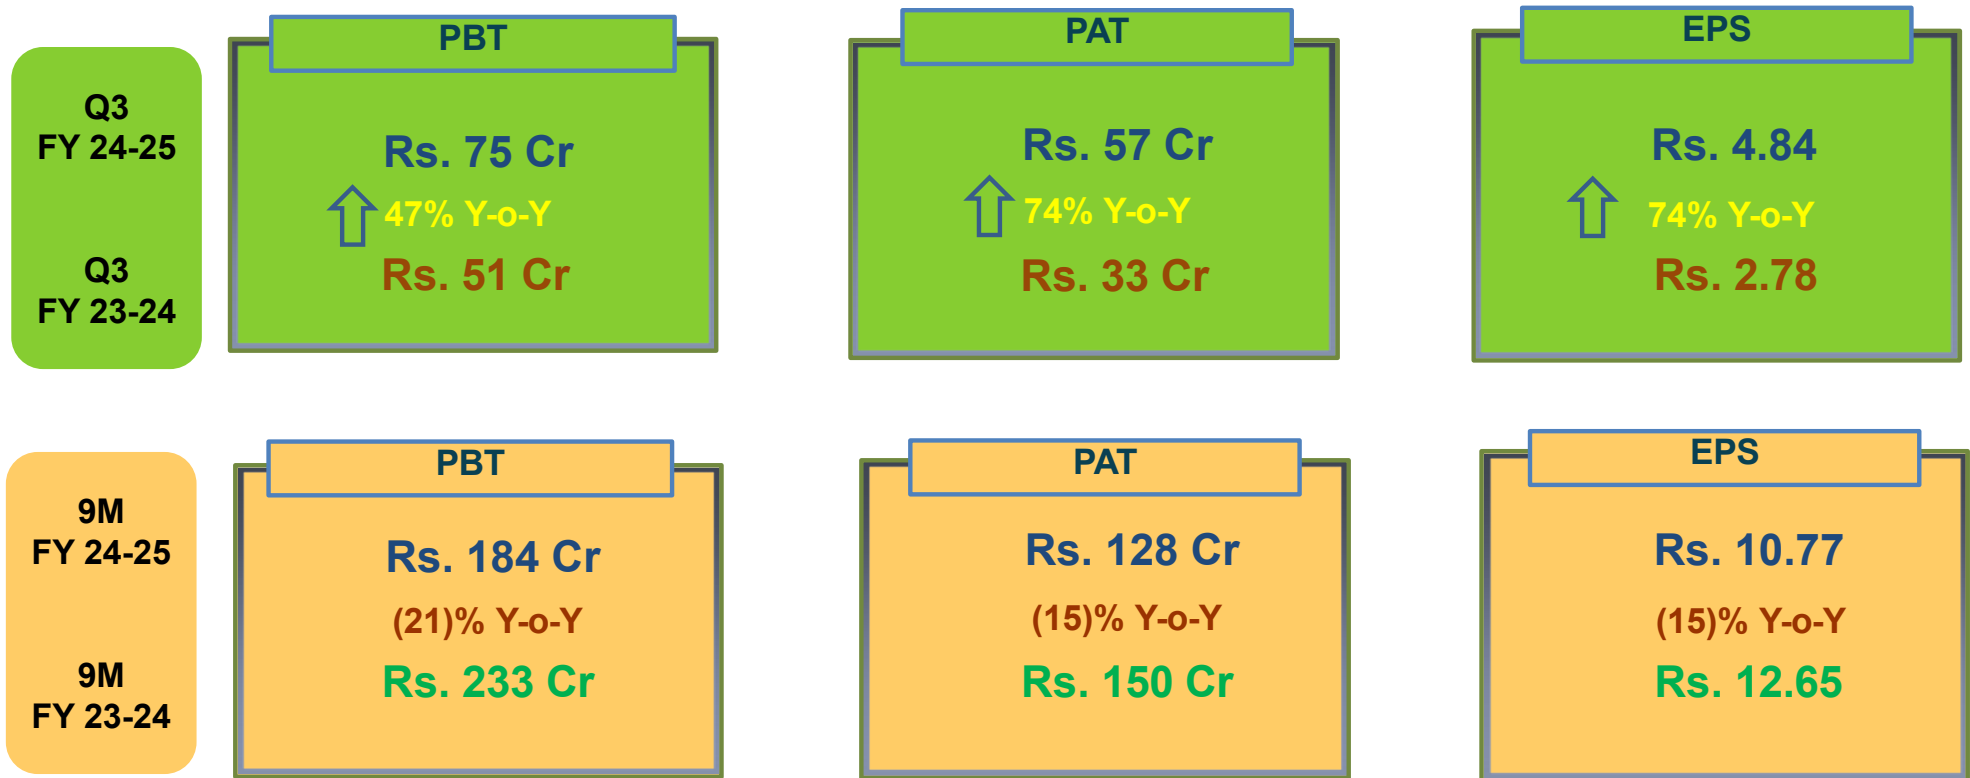 Q3
FY 24-25
Q3
FY 23-24
PBT
Rs. 75 Cr
47% Y-o-Y
Rs. 51 Cr
PAT
Rs. 57 Cr
74% Y-o-Y
Rs. 33 Cr
EPS
Rs. 4.84
74% Y-o-Y
Rs. 2.78
9M
FY 24-25
9M
FY 23-24
PBT
Rs. 184 Cr
(21)% Y-o-Y
Rs. 233 Cr
PAT
Rs. 128 Cr
(15)% Y-o-Y
Rs. 150 Cr
EPS
Rs. 10.77
(15)% Y-o-Y
Rs. 12.65